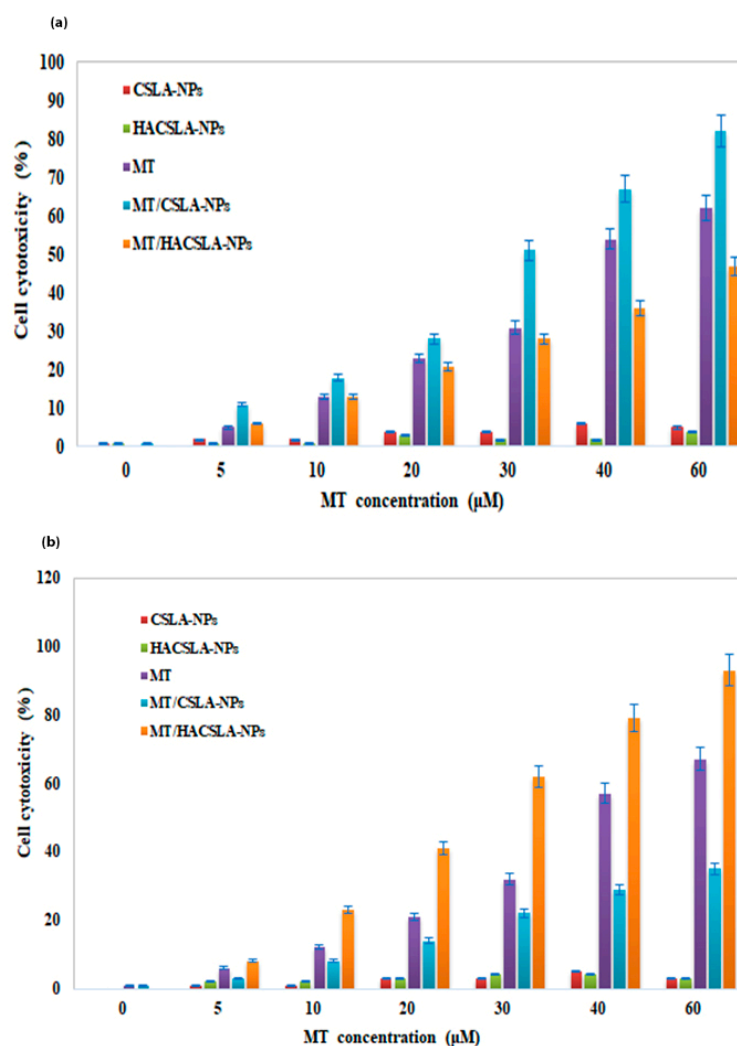 (a)
100
90
80
70
60
50
40
30
20
10
0
Cell cytotoxicity (%)
CSLA-NPs
HACSLA-NPs
MT
MT/CSLA-NPs
MT/HACSLA-NPs
0 5 10 20 30 40 60
MT concentration (µM)
(b)
120
100
80
60
40
20
0
Cell cytotoxicity (%)
CSLA-NPs
HACSLA-NPs
MT
MT/CSLA-NPs
MT/HACSLA-NPs
0 5 10 20 30 40 60
MT concentration (µM)